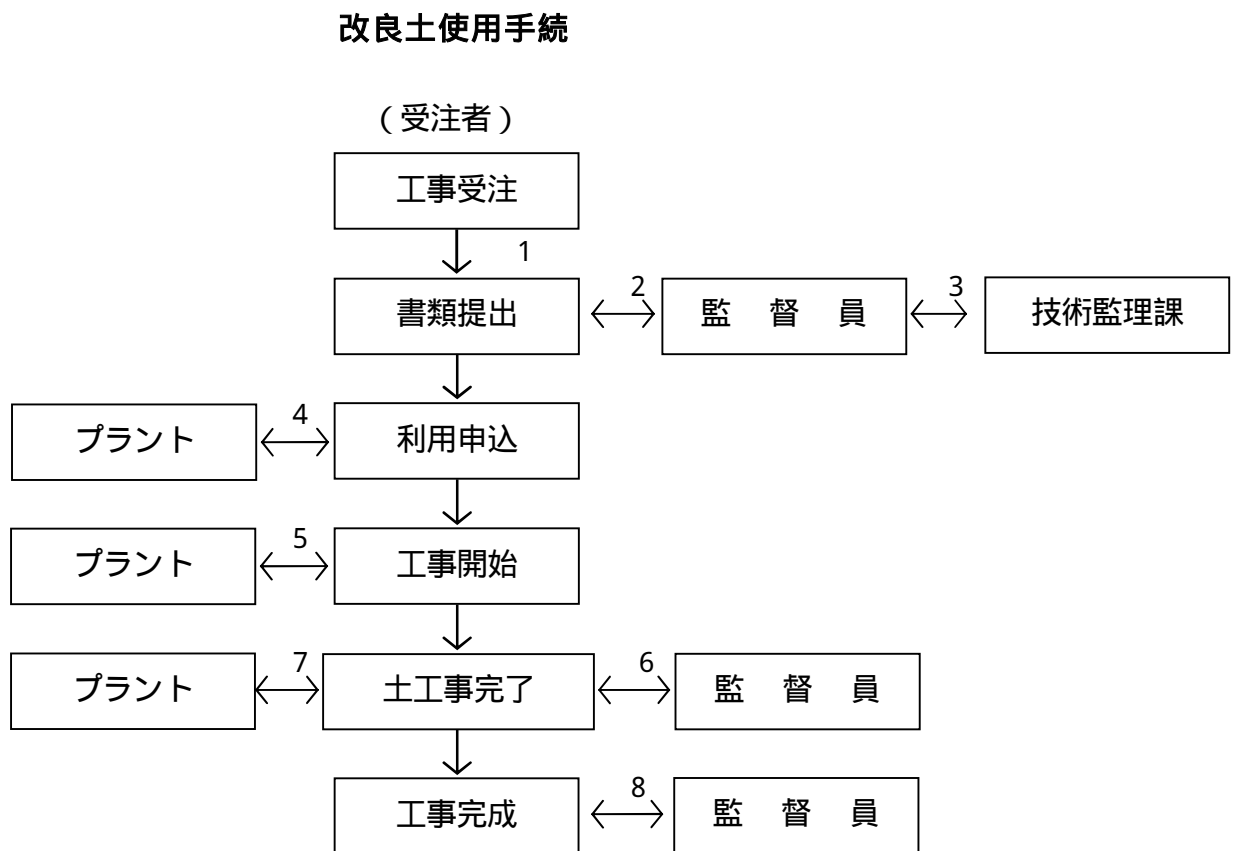 改良土使用手続
（受注者）
工事受注
1
書類提出
2
監　督　員
3
技術監理課
プラント
4
利用申込
プラント
5
工事開始
プラント
7
土工事完了
6
監　督　員
工事完成
8
監　督　員